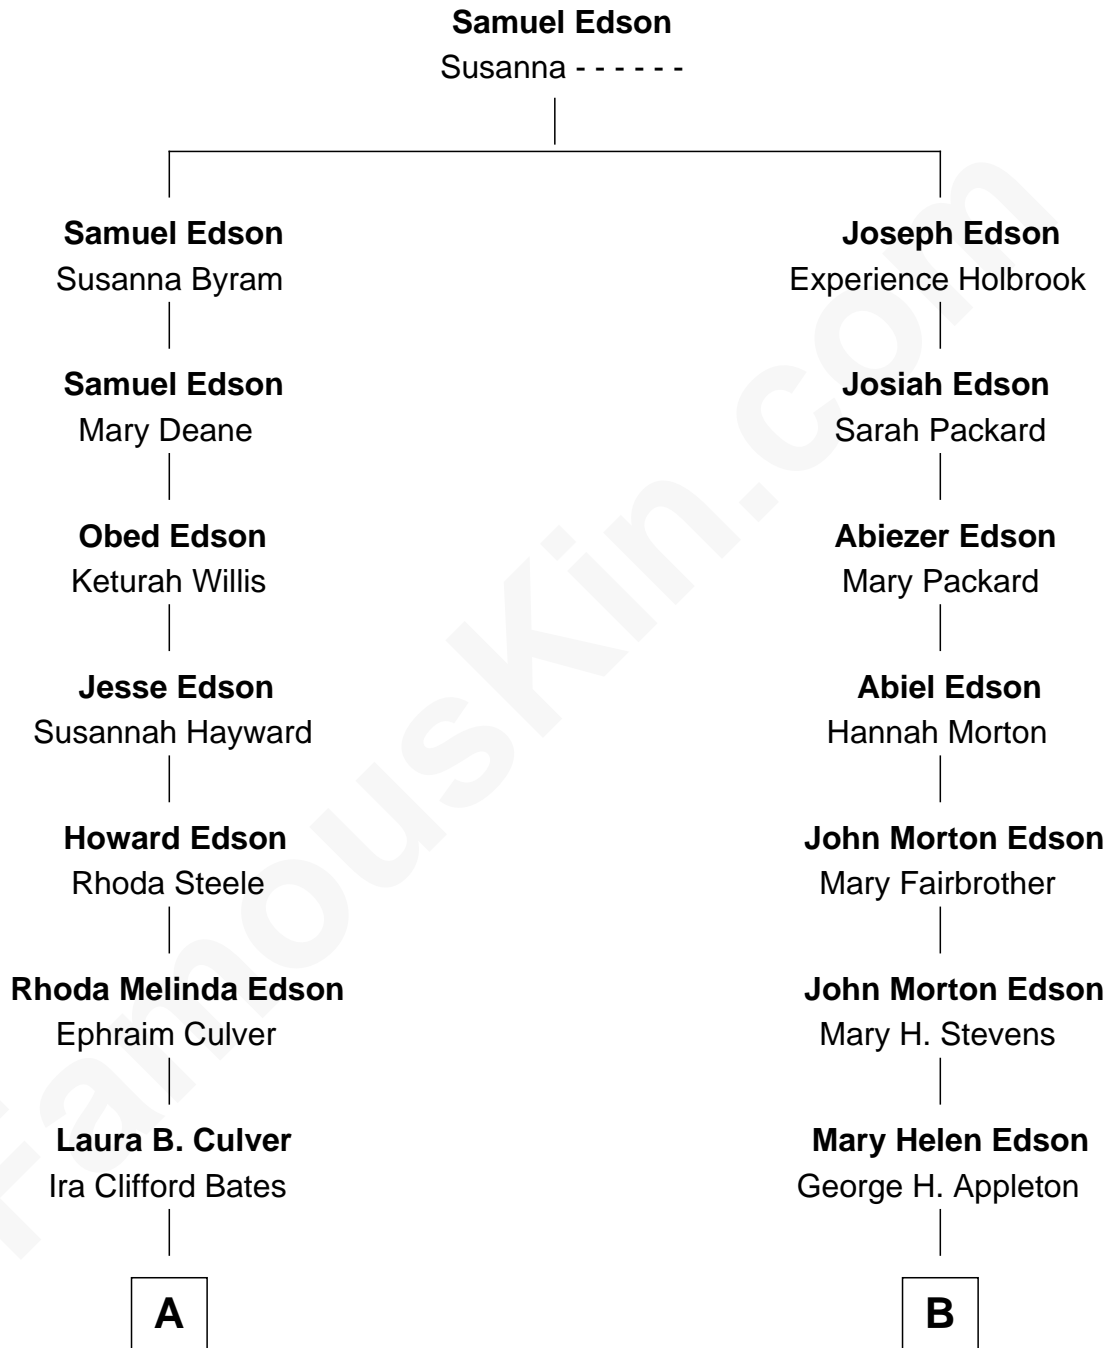 Samuel Edson
Susanna - - - - - -
Samuel Edson
Susanna Byram
Samuel Edson
Mary Deane
Obed Edson
Keturah Willis
Jesse Edson
Susannah Hayward
Howard Edson
Rhoda Steele
Rhoda Melinda Edson
Ephraim Culver
Laura B. Culver
Ira Clifford Bates
A
Joseph Edson
Experience Holbrook
Josiah Edson
Sarah Packard
Abiezer Edson
Mary Packard
Abiel Edson
Hannah Morton
John Morton Edson
Mary Fairbrother
John Morton Edson
Mary H. Stevens
Mary Helen Edson
George H. Appleton
B
FamousKin.com